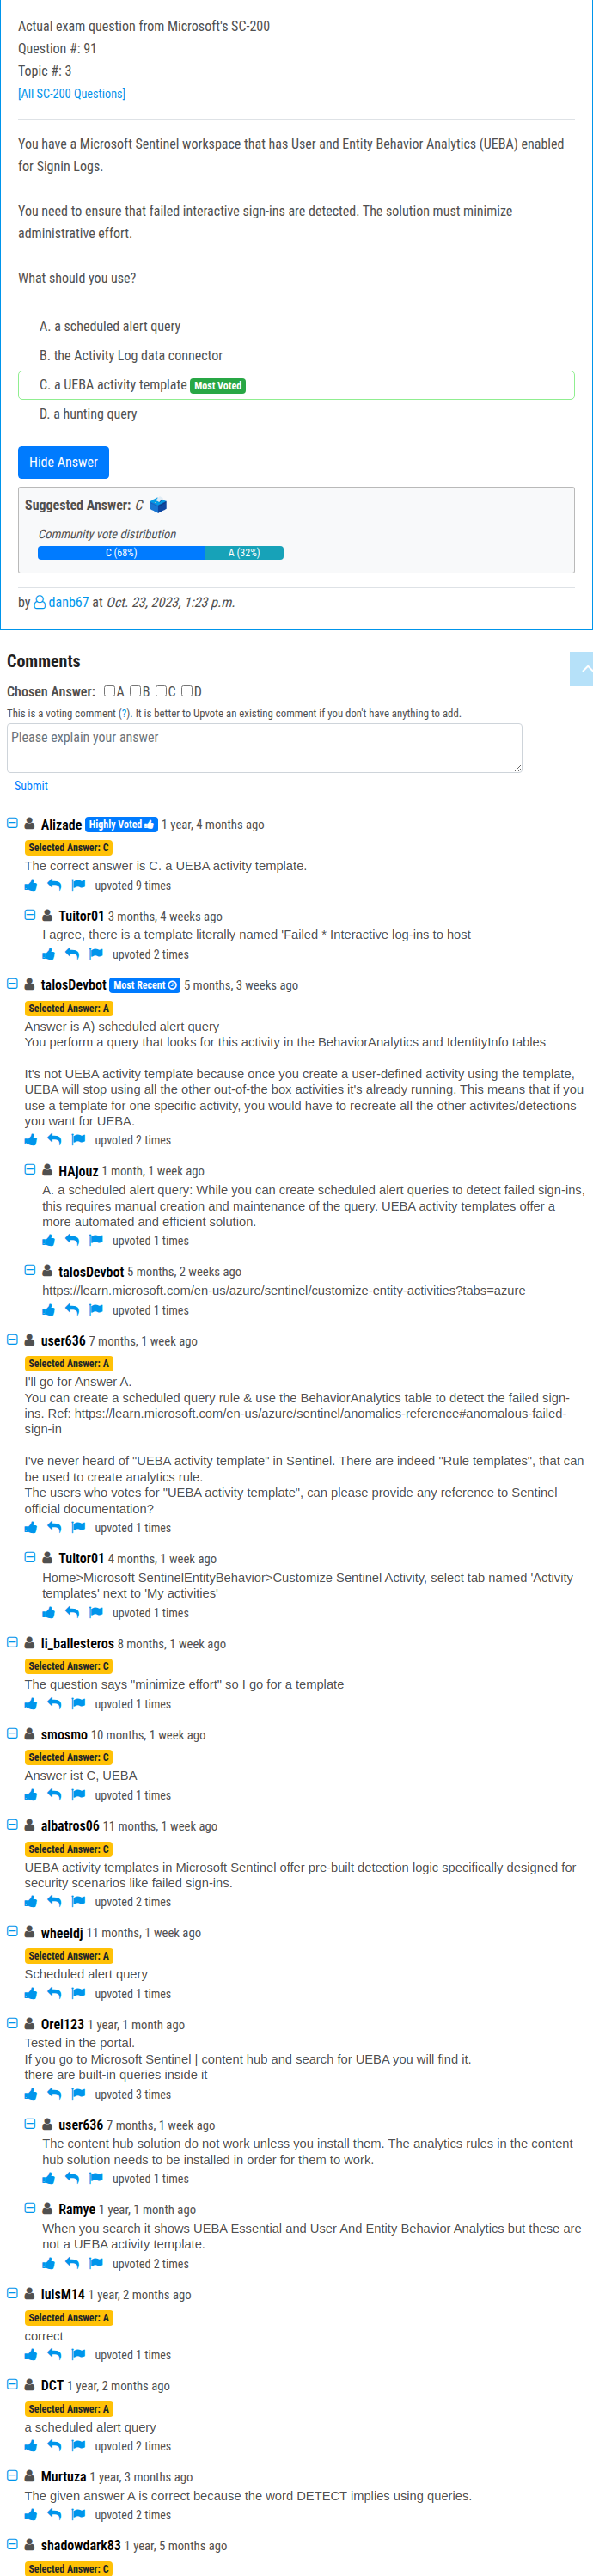 Actual exam question from Microsoft's SC-200
Question #: 91
Topic #: 3
[All SC-200 Questions]
You have a Microsoft Sentinel workspace that has User and Entity Behavior Analytics (UEBA) enabled
for Signin Logs.
You need to ensure that failed interactive sign-ins are detected. The solution must minimize
administrative effort.
What should you use?
A. a scheduled alert query
B. the Activity Log data connector
C. a UEBA activity template Most Voted
D. a hunting query
Hide Answer
Suggested Answer: C
Community vote distribution
C (68%) A (32%)
by danb67 at Oct. 23, 2023, 1:23 p.m.
Comments
Chosen Answer: A B C D
This is a voting comment (?). It is better to Upvote an existing comment if you don't have anything to add.
Please explain your answer
Submit
Alizade Highly Voted 1 year, 4 months ago
Selected Answer: C
The correct answer is C. a UEBA activity template.
upvoted 9 times
Tuitor01 3 months, 4 weeks ago
I agree, there is a template literally named 'Failed * Interactive log-ins to host
upvoted 2 times
talosDevbot Most Recent 5 months, 3 weeks ago
Selected Answer: A
Answer is A) scheduled alert query
You perform a query that looks for this activity in the BehaviorAnalytics and IdentityInfo tables
It's not UEBA activity template because once you create a user-defined activity using the template,
UEBA will stop using all the other out-of-the box activities it's already running. This means that if you
use a template for one specific activity, you would have to recreate all the other activites/detections
you want for UEBA.
upvoted 2 times
HAjouz 1 month, 1 week ago
A. a scheduled alert query: While you can create scheduled alert queries to detect failed sign-ins,
this requires manual creation and maintenance of the query. UEBA activity templates offer a
more automated and efficient solution.
upvoted 1 times
talosDevbot 5 months, 2 weeks ago
https://learn.microsoft.com/en-us/azure/sentinel/customize-entity-activities?tabs=azure
upvoted 1 times
user636 7 months, 1 week ago
Selected Answer: A
I'll go for Answer A.
You can create a scheduled query rule & use the BehaviorAnalytics table to detect the failed sign-
ins. Ref: https://learn.microsoft.com/en-us/azure/sentinel/anomalies-reference#anomalous-failed-
sign-in
I've never heard of "UEBA activity template" in Sentinel. There are indeed "Rule templates", that can
be used to create analytics rule.
The users who votes for "UEBA activity template", can please provide any reference to Sentinel
official documentation?
upvoted 1 times
Tuitor01 4 months, 1 week ago
Home>Microsoft SentinelEntityBehavior>Customize Sentinel Activity, select tab named 'Activity
templates' next to 'My activities'
upvoted 1 times
li_ballesteros 8 months, 1 week ago
Selected Answer: C
The question says "minimize effort" so I go for a template
upvoted 1 times
smosmo 10 months, 1 week ago
Selected Answer: C
Answer ist C, UEBA
upvoted 1 times
albatros06 11 months, 1 week ago
Selected Answer: C
UEBA activity templates in Microsoft Sentinel offer pre-built detection logic specifically designed for
security scenarios like failed sign-ins.
upvoted 2 times
wheeldj 11 months, 1 week ago
Selected Answer: A
Scheduled alert query
upvoted 1 times
Orel123 1 year, 1 month ago
Tested in the portal.
If you go to Microsoft Sentinel | content hub and search for UEBA you will find it.
there are built-in queries inside it
upvoted 3 times
user636 7 months, 1 week ago
The content hub solution do not work unless you install them. The analytics rules in the content
hub solution needs to be installed in order for them to work.
upvoted 1 times
Ramye 1 year, 1 month ago
When you search it shows UEBA Essential and User And Entity Behavior Analytics but these are
not a UEBA activity template.
upvoted 2 times
luisM14 1 year, 2 months ago
Selected Answer: A
correct
upvoted 1 times
DCT 1 year, 2 months ago
Selected Answer: A
a scheduled alert query
upvoted 2 times
Murtuza 1 year, 3 months ago
The given answer A is correct because the word DETECT implies using queries.
upvoted 2 times
shadowdark83 1 year, 5 months ago
Selected Answer: C